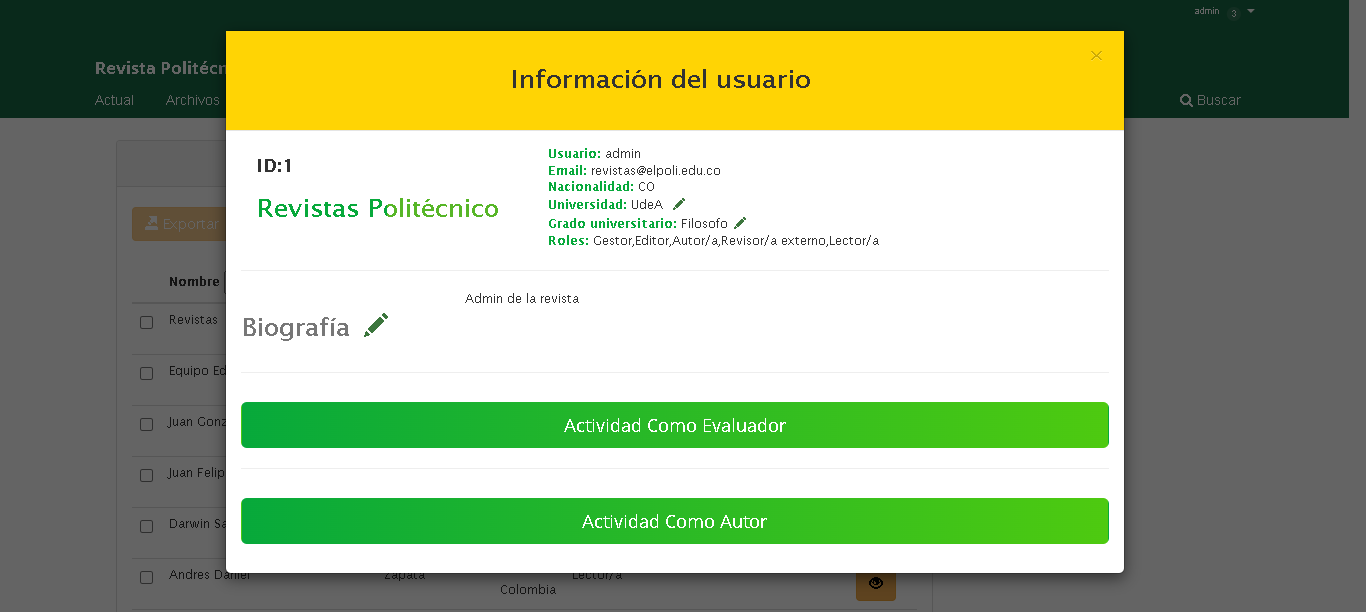 admin 3
Revista Politécn
Actual Archivos Buscar
×
Información del usuario
ID:1
Revistas Politécnico
Usuario: admin
Email: revistas@elpoli.edu.co
Nacionalidad: CO
Universidad: UdeA
Grado universitario: Filosofo
Roles: Gestor,Editor,Autor/a,Revisor/a externo,Lector/a
Admin de la revista
Biografía
Actividad Como Evaluador
Actividad Como Autor
Exportar
Nombre
Revistas
Equipo Ed
Juan Gonz
Juan Felip
Darwin Sa
Andres Daniel Zapata Lector/a
Colombia